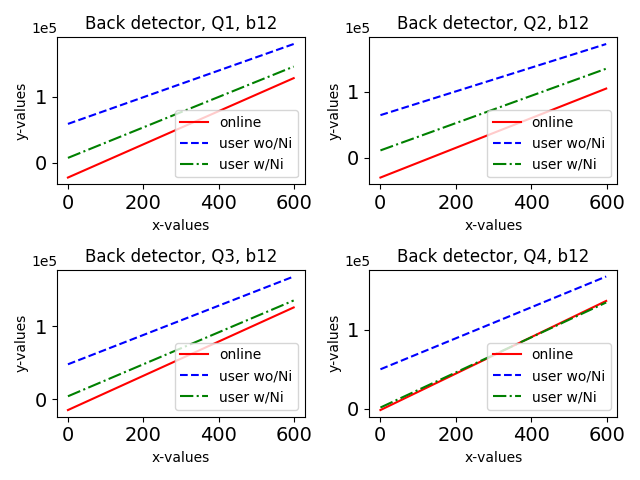 Back detector, Q1, b12
1e5
y-values
1
0
online
user wo/Ni
user w/Ni
0 200 400 600
x-values
Back detector, Q2, b12
1e5
y-values
1
0
online
user wo/Ni
user w/Ni
0 200 400 600
x-values
Back detector, Q3, b12
1e5
y-values
1
0
online
user wo/Ni
user w/Ni
0 200 400 600
x-values
Back detector, Q4, b12
1e5
y-values
1
0
online
user wo/Ni
user w/Ni
0 200 400 600
x-values